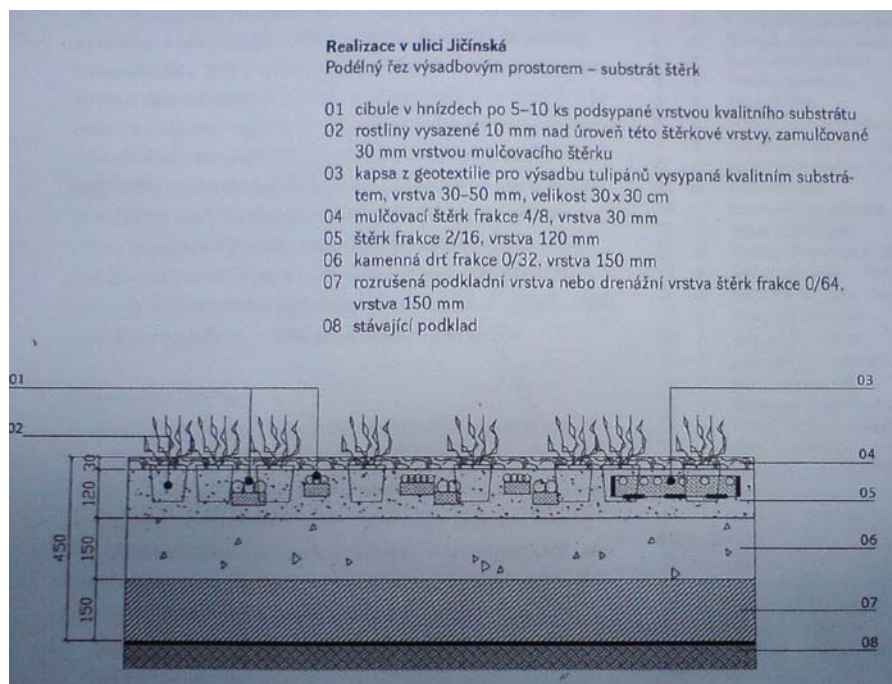 Realizace v ulici Jičínská
Podélný řez výsadbovým prostorem – substrát štěrk
01 cibule v hnízdech po 5–10 ks podsypané vrstvou kvalitního substrátu
02 rostliny vysazené 10 mm nad úroveň této štěrkové vrstvy, zamulčované
30 mm vrstvou mulčovacího štěrku
03 kapsa z geotextilie pro výsadbu tulipánů vysypaná kvalitním substrá-
tem, vrstva 30–50 mm, velikost 30x30 cm
04 mulčovací štěrk frakce 4/8, vrstva 30 mm
05 štěrk frakce 2/16, vrstva 120 mm
06 kamenná drť frakce 0/32, vrstva 150 mm
07 rozrušená podkladní vrstva nebo drenážní vrstva štěrk frakce 0/64,
vrstva 150 mm
08 stávající podklad
01
03
02
04
30
05
120
06
150
450
07
150
08